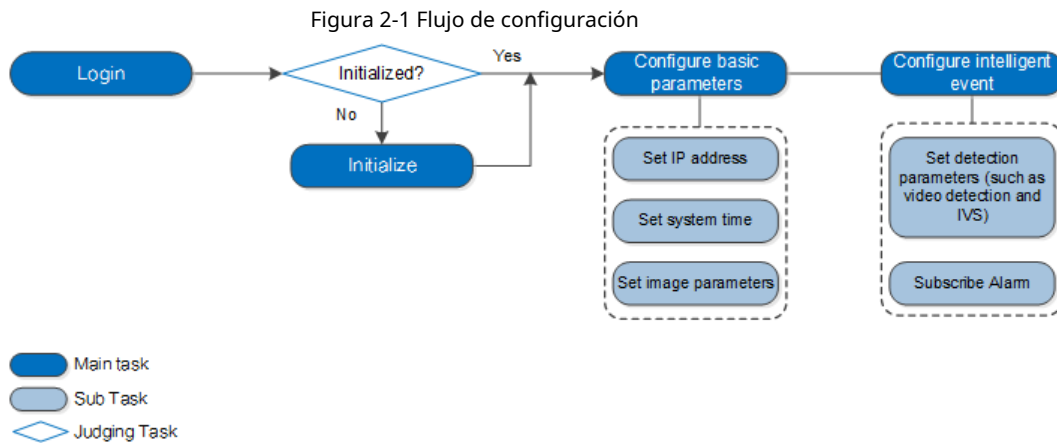 Figura 2-1 Flujo de configuración
Login
Initialized?
Yes
No
Initialize
Configure basic
parameters
Set IP address
Set system time
Set image parameters
Configure intelligent
event
Set detection
parameters (such as
video detection and
IVS)
Subscribe Alarm
Main task
Sub Task
Judging Task